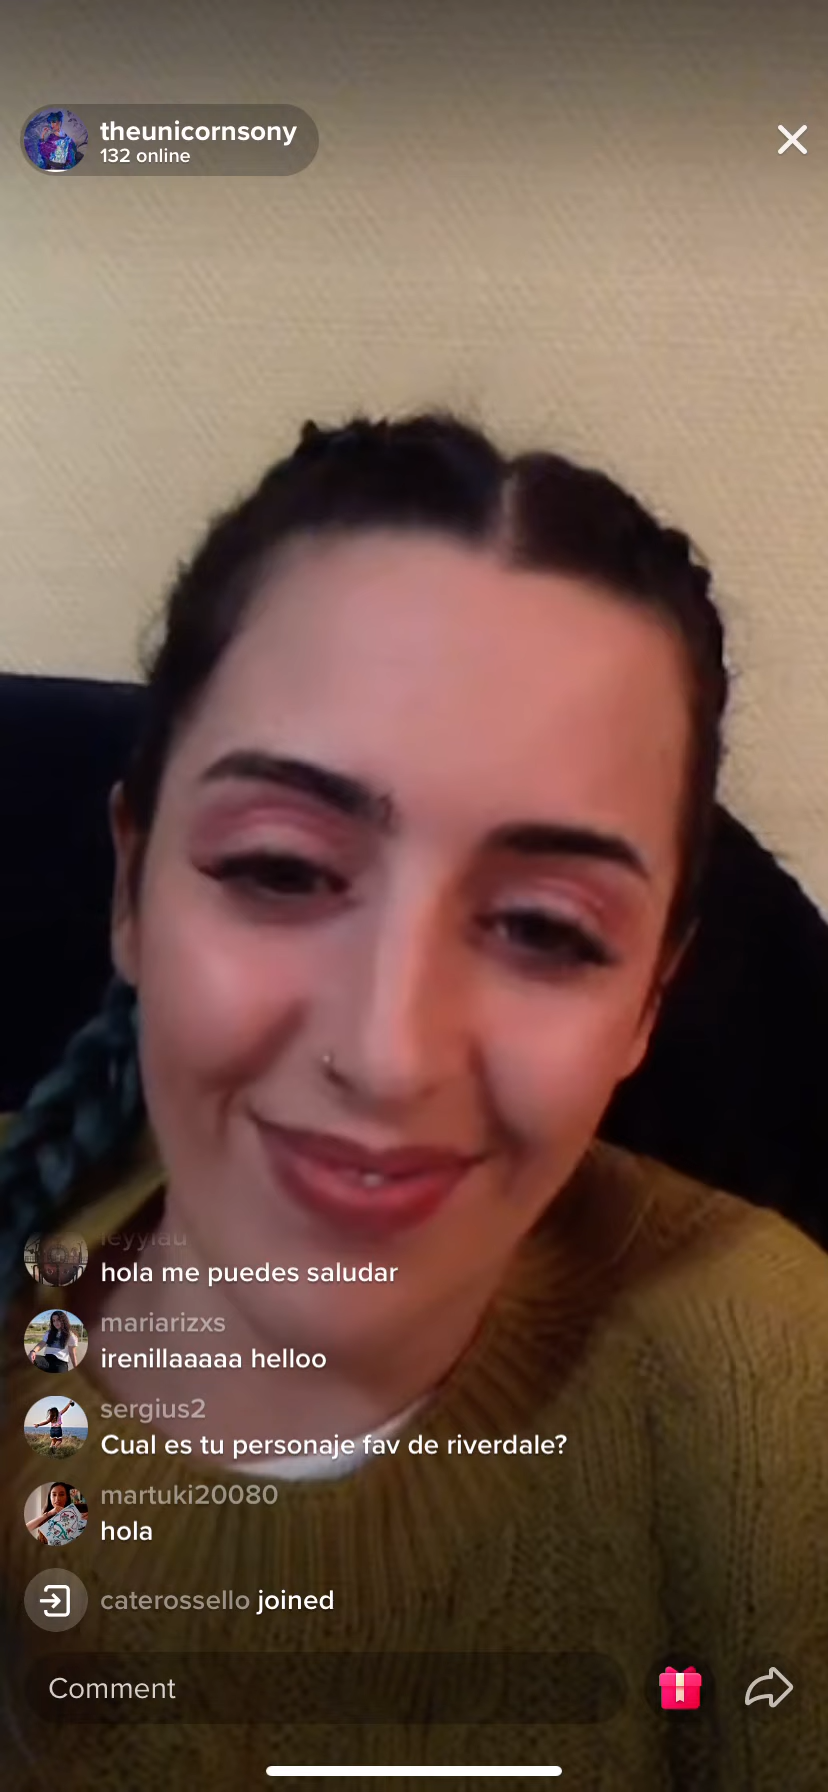 theunicornsony
132 online
leyylau
hola me puedes saludar
mariarizxs
irenillaaaaa helloo
sergius2
Cual es tu personaje fav de riverdale?
martuki20080
hola
caterossello joined
Comment